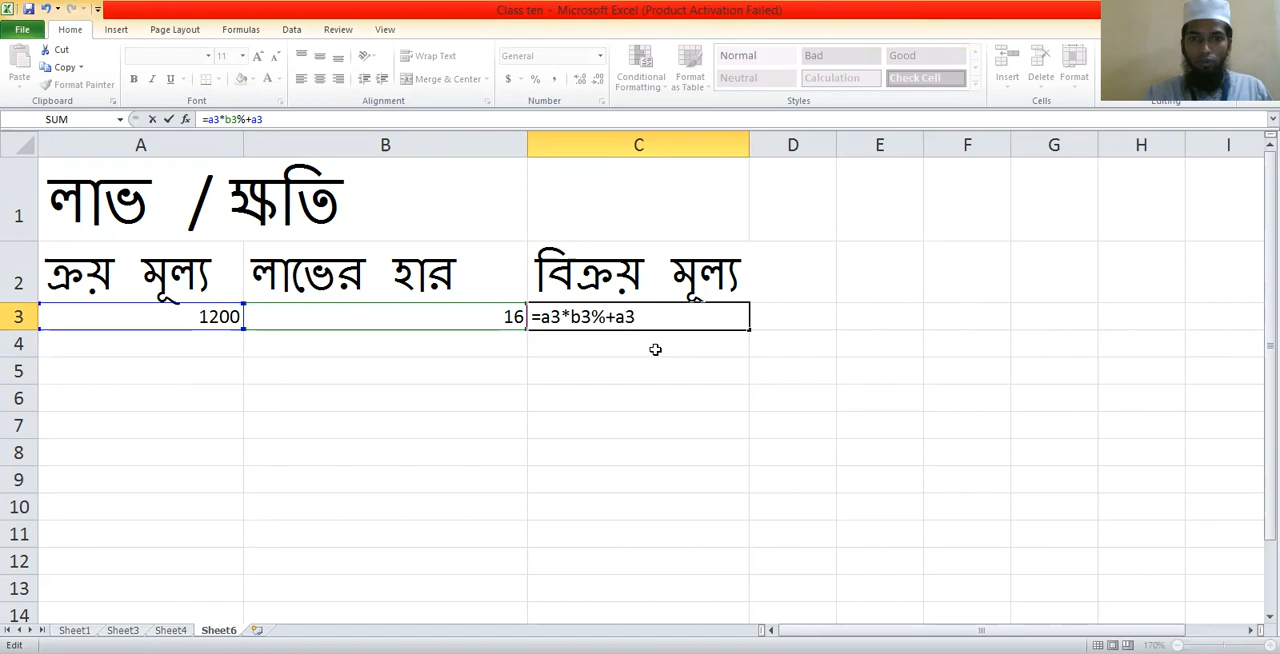 Class ten - Microsoft Excel (Product Activation Failed)
File Home Insert Page Layout Formulas Data Review View
Cut
Copy
Format Painter
Paste
Clipboard
11
B I U
Font
Wrap Text
Merge & Center
Alignment
General
$ % ,
Number
Conditional Formatting
Format as Table
Normal Bad Good
Neutral Calculation Check Cell
Styles
Insert Delete Format
Cells
Editing
SUM fx =a3*b3%+a3
A B C D E F G H I
1 লাভ / ক্ষতি
2 ক্রয় মূল্য লাভের হার বিক্রয় মূল্য
3 1200 16 =a3*b3%+a3
4
5
6
7
8
9
10
11
12
13
14
Sheet1 Sheet3 Sheet4 Sheet6
Edit 170%